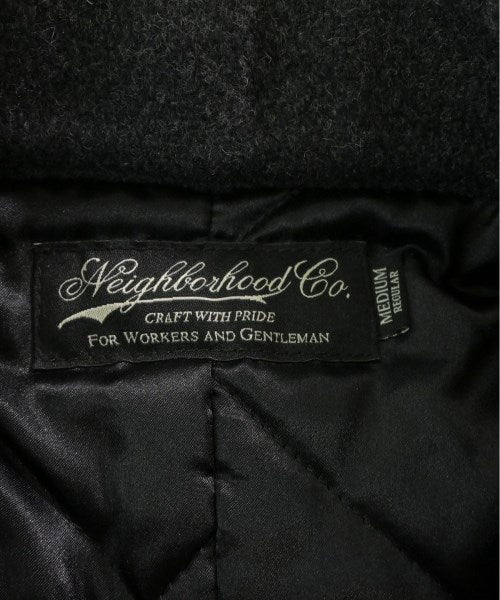 Neighborhood Co.
CRAFT WITH PRIDE
FOR WORKERS AND GENTLEMAN
MEDIUM
REGULAR